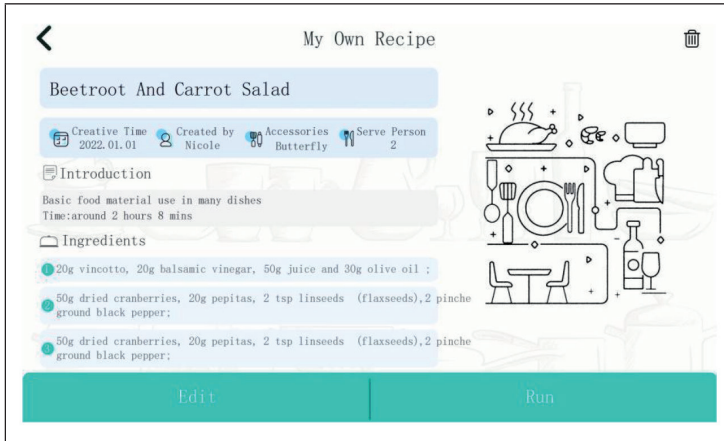 My Own Recipe
Beetroot And Carrot Salad
Creative Time
2022.01.01
Created by
Nicole
Accessories
Butterfly
Serve Person
2
Introduction
Basic food material use in many dishes
Time:around 2 hours 8 mins
Ingredients
1 20g vincotto, 20g balsamic vinegar, 50g juice and 30g olive oil ;
2 50g dried cranberries, 20g pepitas, 2 tsp linseeds (flaxseeds),2 pinche
ground black pepper;
3 50g dried cranberries, 20g pepitas, 2 tsp linseeds (flaxseeds),2 pinche
ground black pepper;
Edit
Run